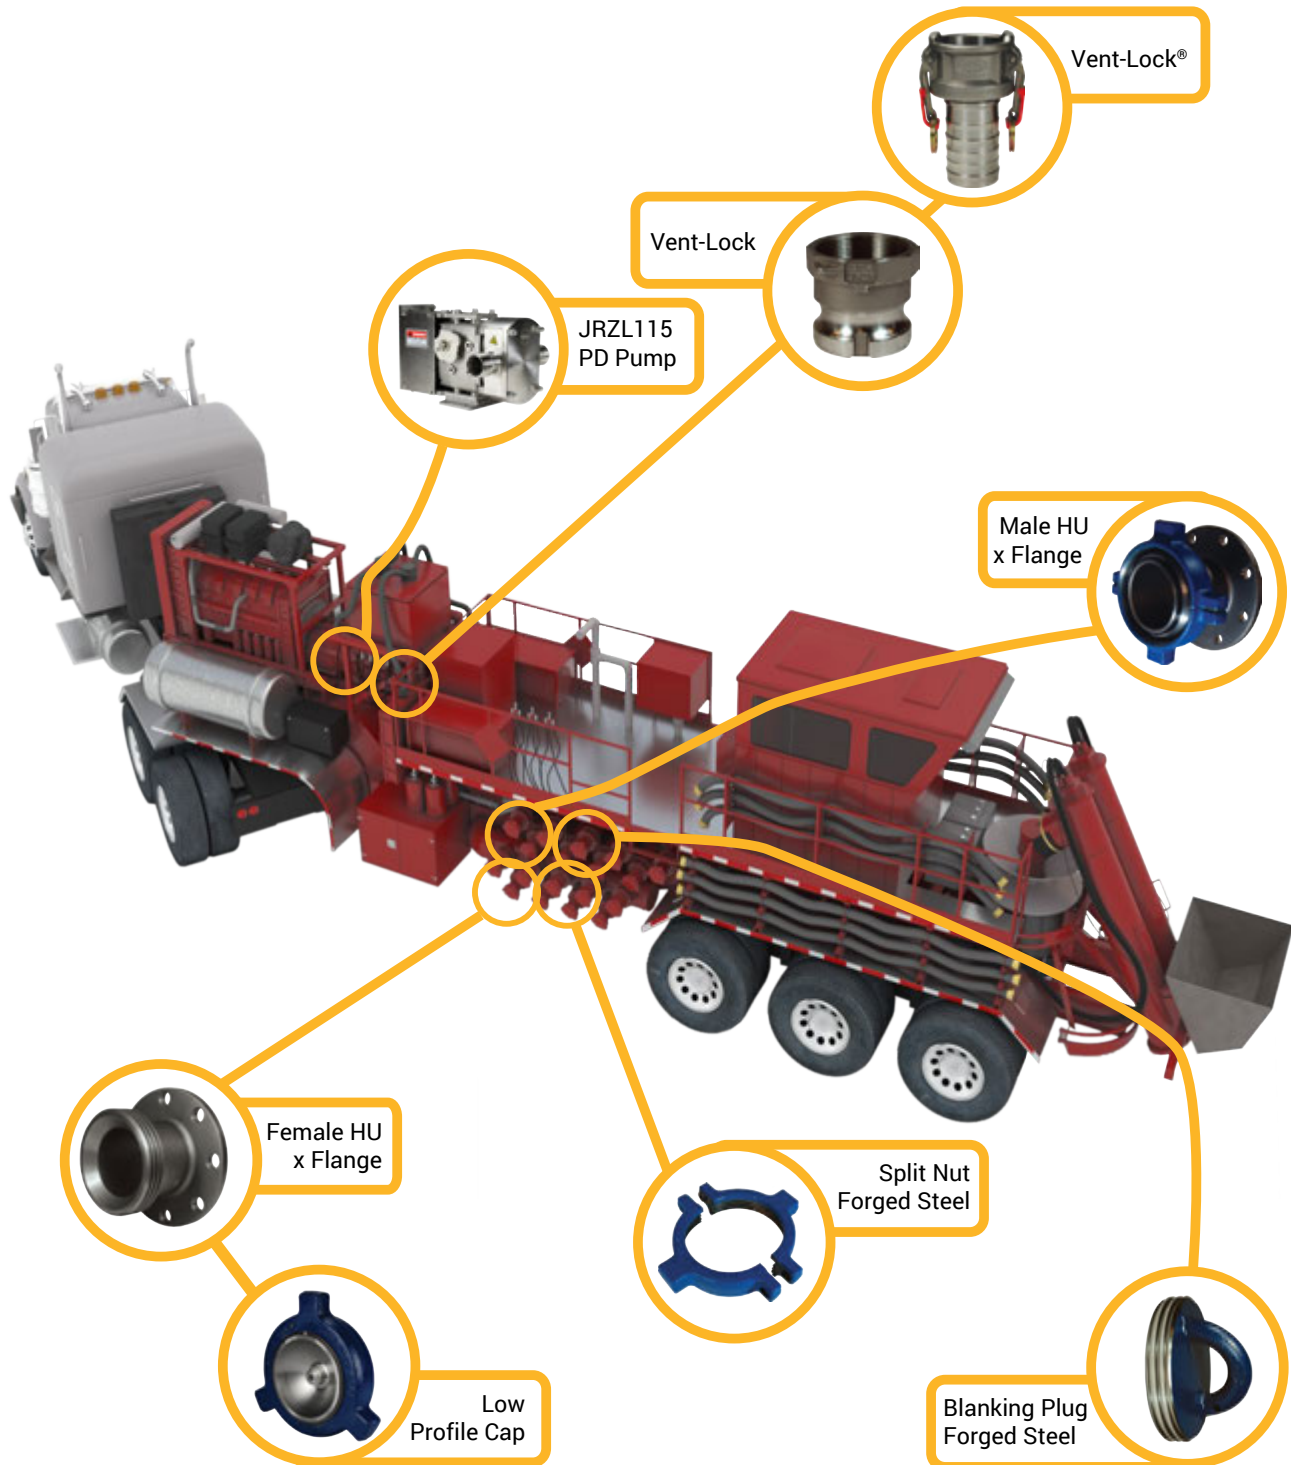 Vent-Lock®
Vent-Lock
JRZL115
PD Pump
Male HU
x Flange
Female HU
x Flange
Split Nut
Forged Steel
Low
Profile Cap
Blanking Plug
Forged Steel